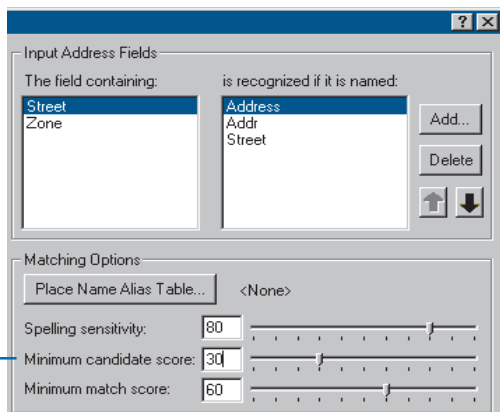 Input Address Fields
The field containing: is recognized if it is named:
Street
Zone
Address
Addr
Street
Add...
Delete
Matching Options
Place Name Alias Table... <None>
Spelling sensitivity: 80
Minimum candidate score: 30
Minimum match score: 60